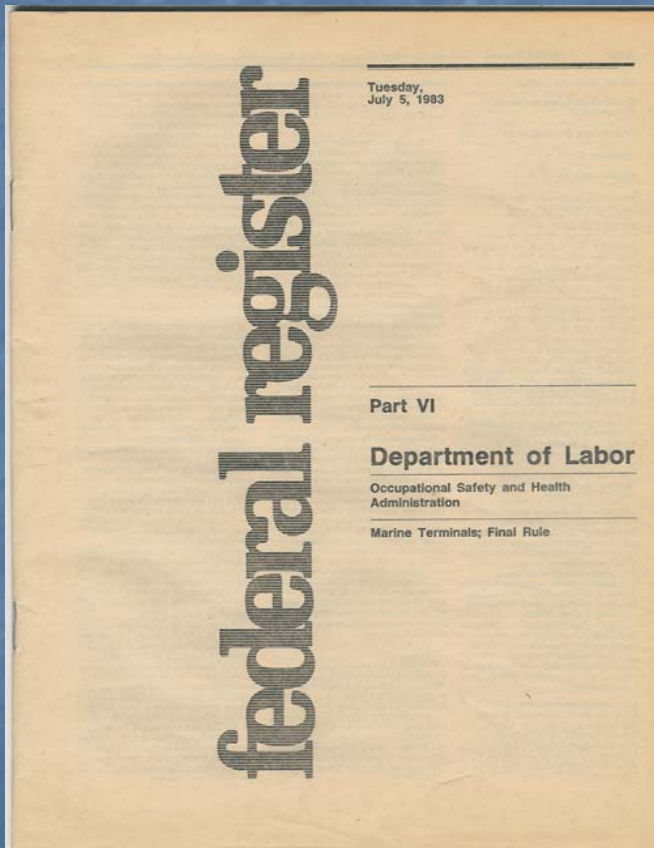 federal register
Tuesday,
July 5, 1983
Part VI
Department of Labor
Occupational Safety and Health
Administration
Marine Terminals; Final Rule